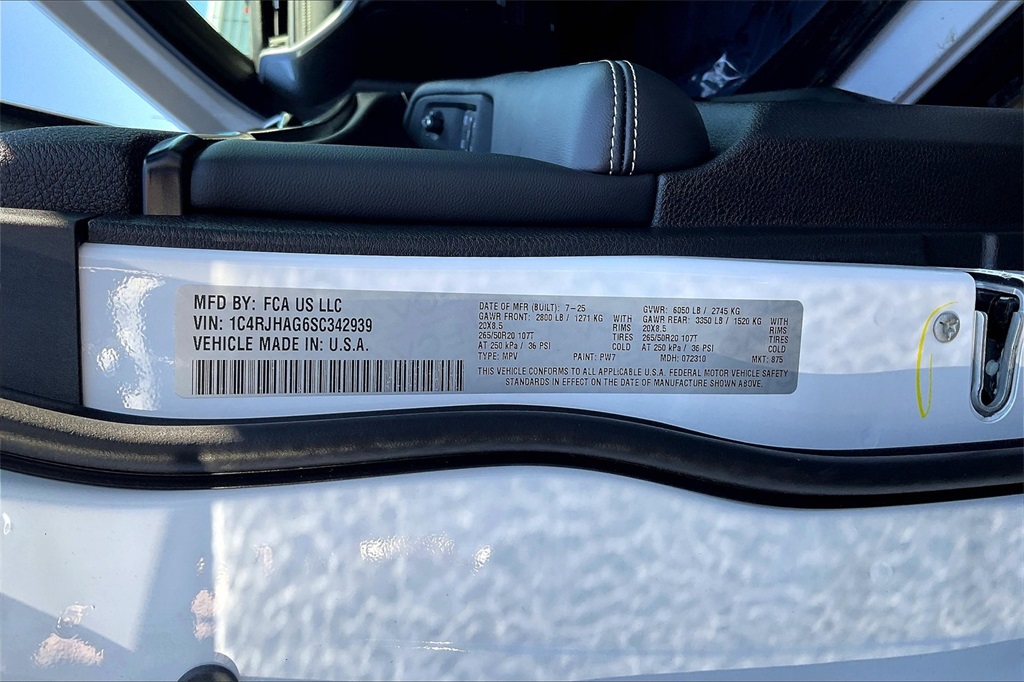 MFD BY: FCA US LLC
VIN: 1C4RJHAG6SC342939
VEHICLE MADE IN: U.S.A.
DATE OF MFR (BUILT): 7-25 GVWR: 6050 LB / 2745 KG
GAWR FRONT: 2800 LB / 1271 KG WITH GAWR REAR: 3350 LB / 1520 KG WITH
20X8.5 RIMS 20X8.5 RIMS
265/50R20 107T TIRES 265/50R20 107T TIRES
AT 250 kPa / 36 PSI COLD AT 250 kPa / 36 PSI COLD
TYPE: MPV PAINT: PW7 MDH: 072310 MKT: 875
THIS VEHICLE CONFORMS TO ALL APPLICABLE U.S.A. FEDERAL MOTOR VEHICLE SAFETY
STANDARDS IN EFFECT ON THE DATE OF MANUFACTURE SHOWN ABOVE.